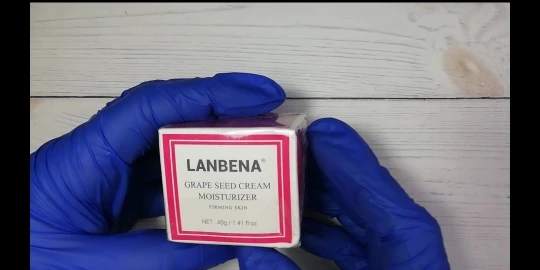 LANBENA®
GRAPE SEED CREAM
MOISTURIZER
FIRMING SKIN
NET : 40g / 1.41 fl oz